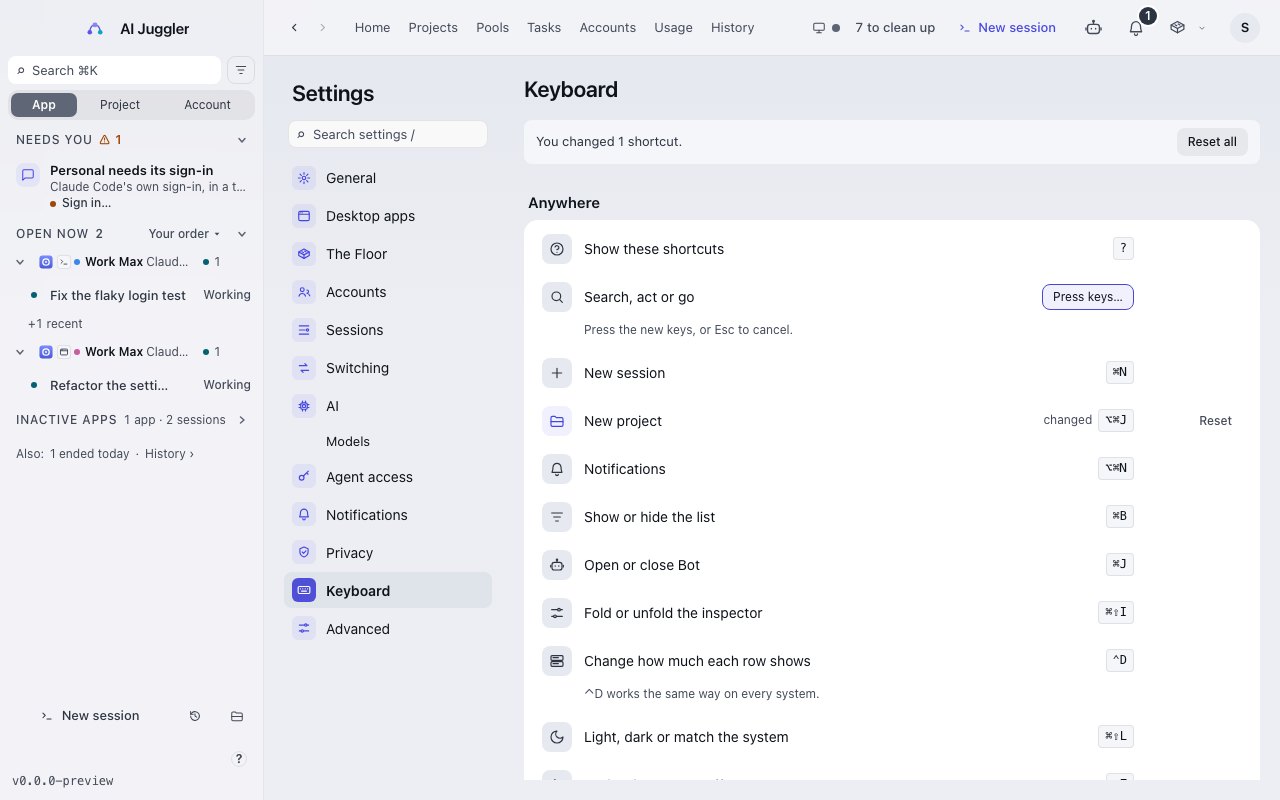 AI Juggler
Search ⌘K
App Project Account
NEEDS YOU 1
Personal needs its sign-in
Claude Code's own sign-in, in a t…
Sign in…
OPEN NOW 2 Your order
Work Max Claud… 1
Fix the flaky login test Working
+1 recent
Work Max Claud… 1
Refactor the setti… Working
INACTIVE APPS 1 app · 2 sessions
Also: 1 ended today · History ›
New session
?
v0.0.0-preview
Home Projects Pools Tasks Accounts Usage History
7 to clean up
New session
1
S
Settings
Search settings /
General
Desktop apps
The Floor
Accounts
Sessions
Switching
AI
Models
Agent access
Notifications
Privacy
Keyboard
Advanced
Keyboard
You changed 1 shortcut. Reset all
Anywhere
Show these shortcuts ?
Search, act or go Press keys…
Press the new keys, or Esc to cancel.
New session ⌘N
New project changed ⌥⌘J Reset
Notifications ⌥⌘N
Show or hide the list ⌘B
Open or close Bot ⌘J
Fold or unfold the inspector ⌘⇧I
Change how much each row shows ^D
^D works the same way on every system.
Light, dark or match the system ⌘⇧L